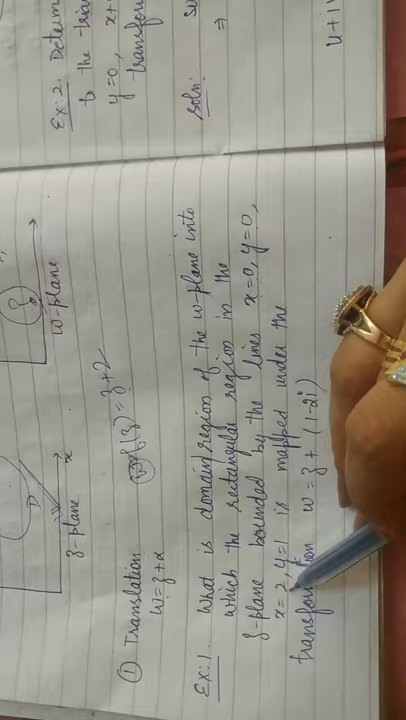 z-plane x
D
w-plane
① Translation f(z) = z+2
w = z+α
Ex:1. What is domain/region of the w-plane into
which the rectangular region in the
z-plane bounded by the lines x=0, y=0,
x=2, y=1 is mapped under the
transformation w = z + (1-2i)
Ex:2. Determ
to the
y=0, x+
transfor
Soln:
⇒
u+i